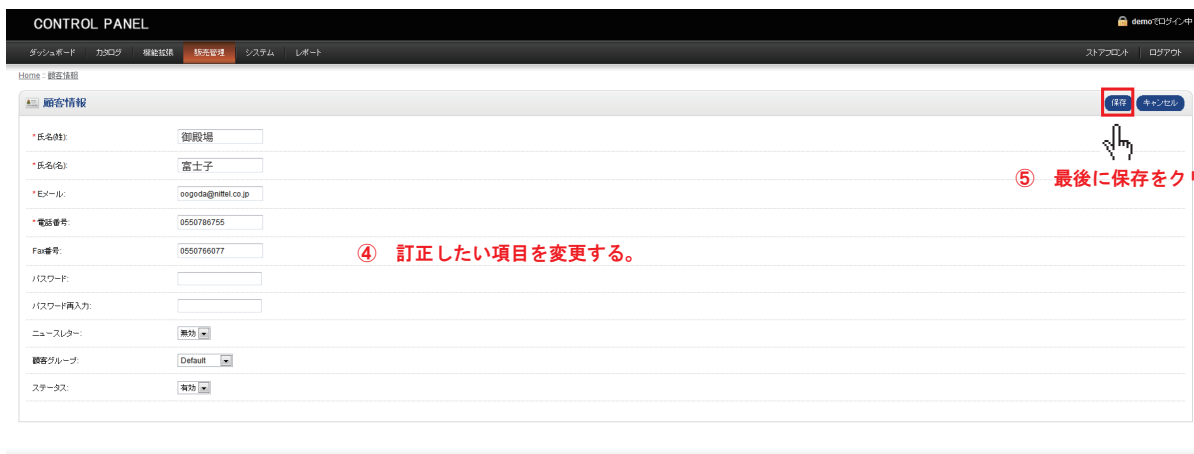 CONTROL PANEL
demoでログイン中
ダッシュボード カタログ 機能拡張 販売管理 システム レポート ストアフロント ログアウト
Home :: 顧客情報
顧客情報 保存 キャンセル
*氏名(姓): 御殿場
*氏名(名): 富士子
⑤ 最後に保存をクリ
*Eメール: oogoda@nittel.co.jp
*電話番号: 0550786755
Fax番号: 0550766077
④ 訂正したい項目を変更する。
パスワード:
パスワード再入力:
ニュースレター: 無効
顧客グループ: Default
ステータス: 有効